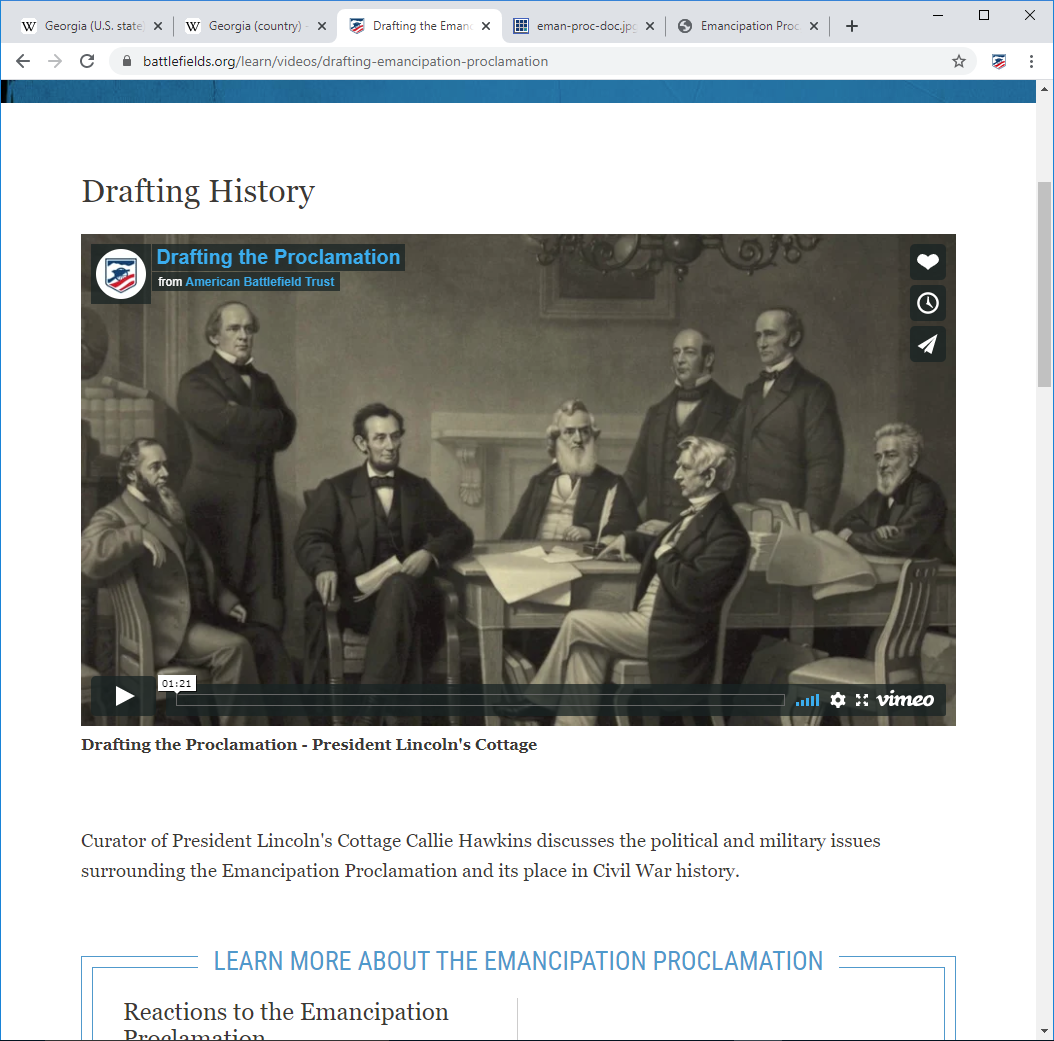 Georgia (U.S. state)
Georgia (country) -
Drafting the Eman
eman-proc-doc.jpg
Emancipation Proc
battlefields.org/learn/videos/drafting-emancipation-proclamation
Drafting History
Drafting the Proclamation
from American Battlefield Trust
01:21
vimeo
Drafting the Proclamation - President Lincoln's Cottage
Curator of President Lincoln's Cottage Callie Hawkins discusses the political and military issues
surrounding the Emancipation Proclamation and its place in Civil War history.
LEARN MORE ABOUT THE EMANCIPATION PROCLAMATION
Reactions to the Emancipation
Proclamation